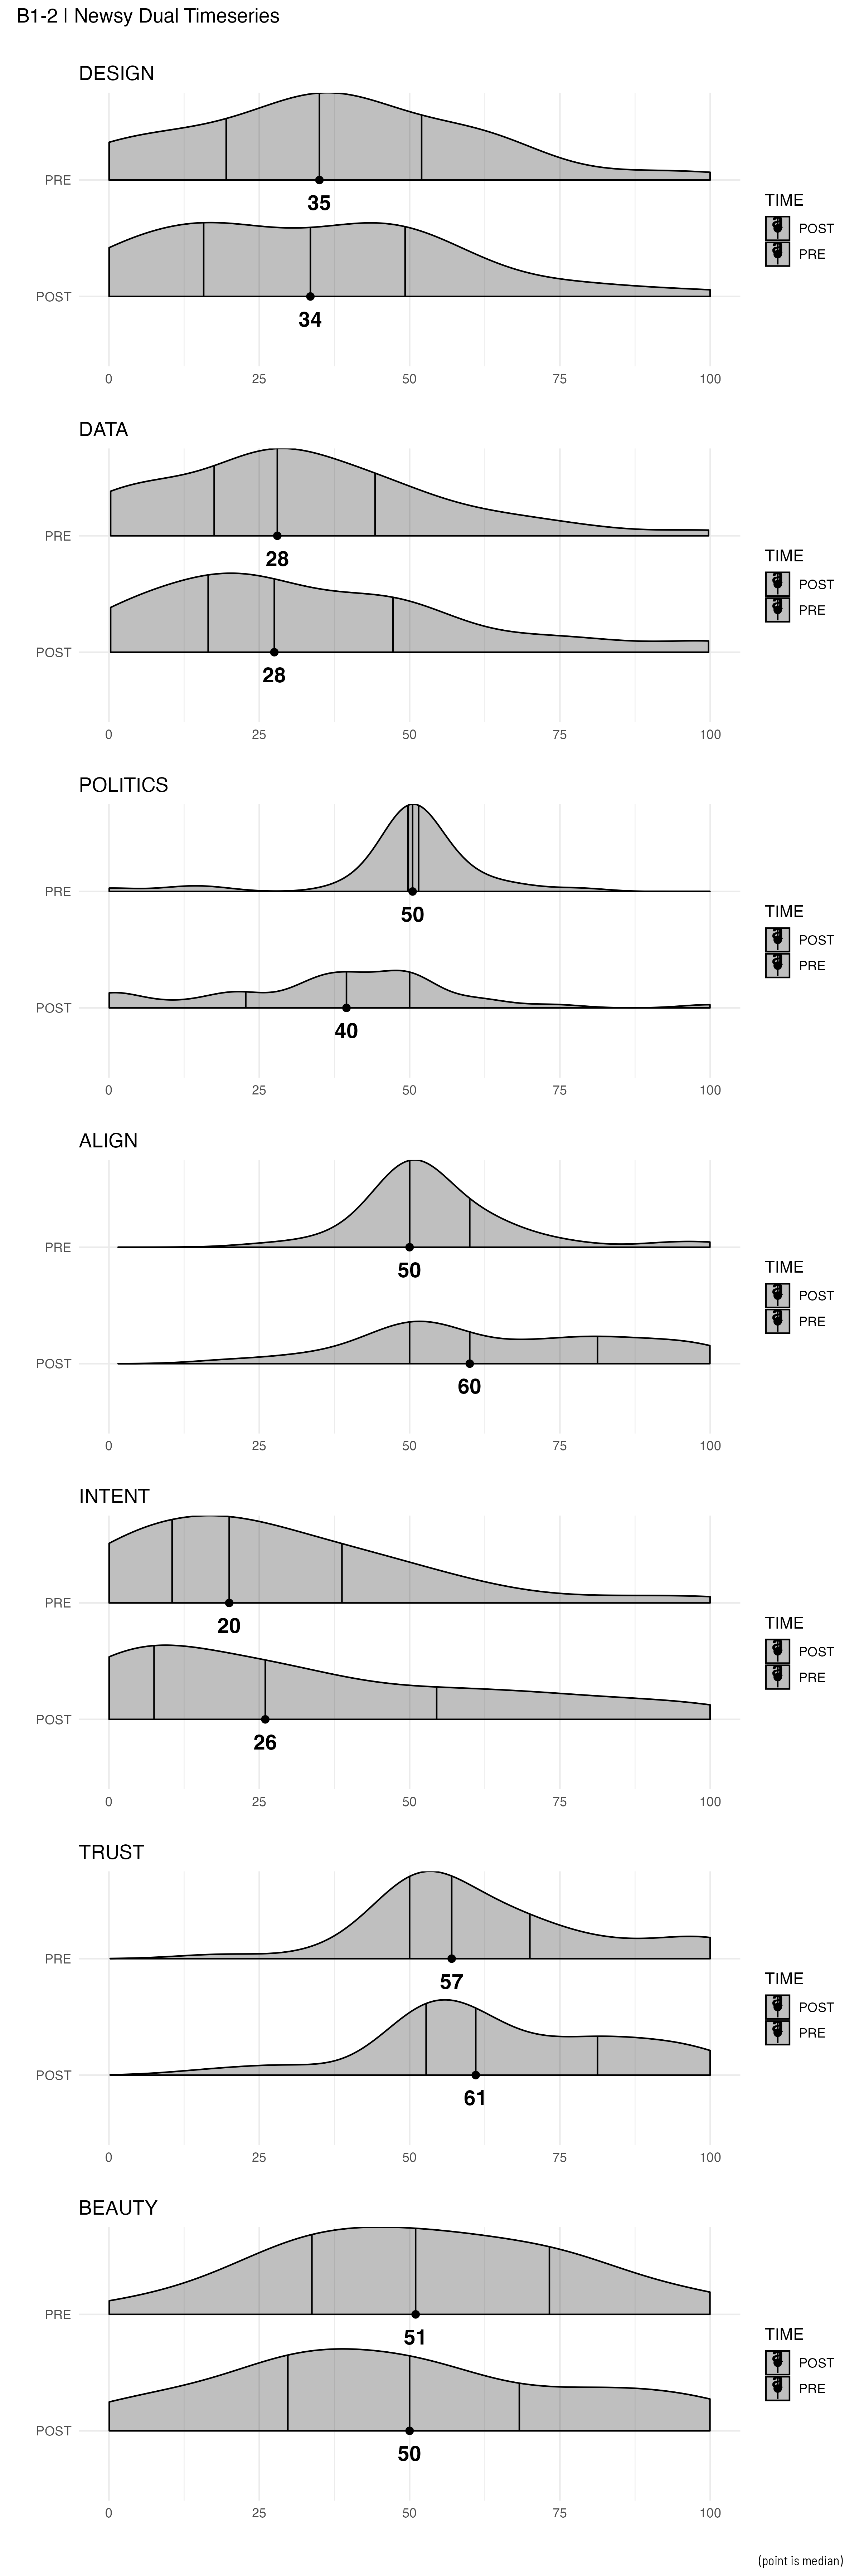 B1-2 | Newsy Dual Timeseries
DESIGN
PRE
35
POST
34
0 25 50 75 100
TIME
POST
PRE
DATA
PRE
28
POST
28
0 25 50 75 100
TIME
POST
PRE
POLITICS
PRE
50
POST
40
0 25 50 75 100
TIME
POST
PRE
ALIGN
PRE
50
POST
60
0 25 50 75 100
TIME
POST
PRE
INTENT
PRE
20
POST
26
0 25 50 75 100
TIME
POST
PRE
TRUST
PRE
57
POST
61
0 25 50 75 100
TIME
POST
PRE
BEAUTY
PRE
51
POST
50
0 25 50 75 100
TIME
POST
PRE
(point is median)